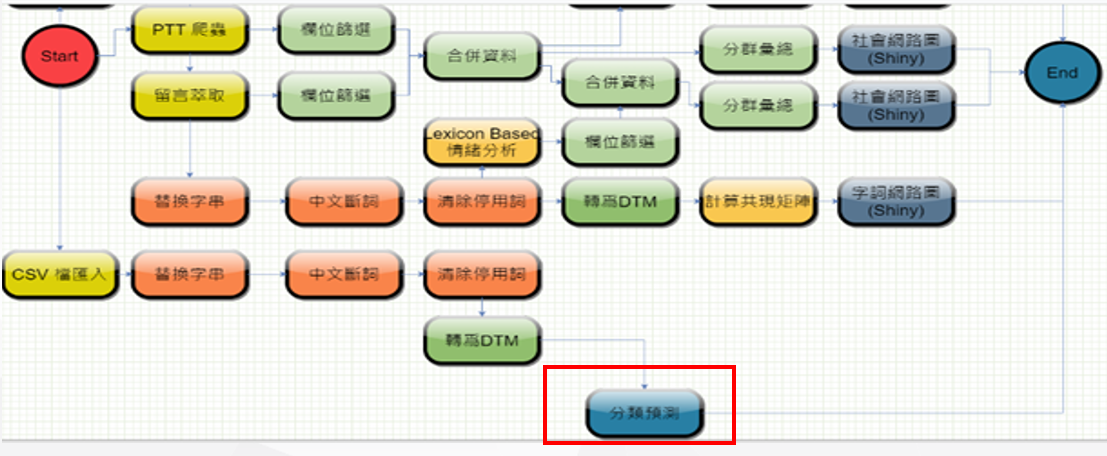 Start
PTT 爬蟲
欄位篩選
合併資料
分群彙總
社會網路圖
(Shiny)
End
留言萃取
欄位篩選
合併資料
分群彙總
社會網路圖
(Shiny)
Lexicon Based
情緒分析
欄位篩選
替換字串
中文斷詞
清除停用詞
轉為DTM
計算共現矩陣
字詞網路圖
(Shiny)
CSV 檔匯入
替換字串
中文斷詞
清除停用詞
轉為DTM
分類預測